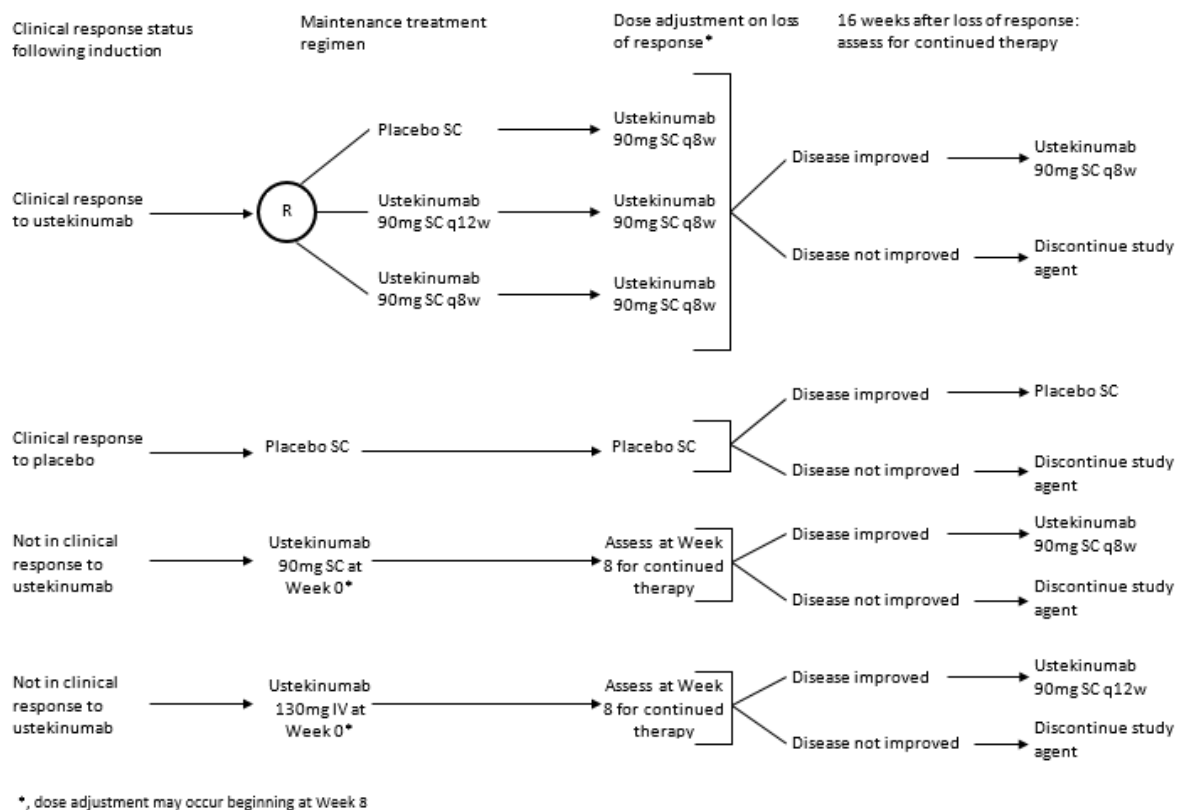 Clinical response status
following induction
Maintenance treatment
regimen
Dose adjustment on loss
of response*
16 weeks after loss of response:
assess for continued therapy
Clinical response
to ustekinumab
R
Placebo SC
Ustekinumab
90mg SC q8w
Ustekinumab
90mg SC q12w
Ustekinumab
90mg SC q8w
Ustekinumab
90mg SC q8w
Ustekinumab
90mg SC q8w
Disease improved
Ustekinumab
90mg SC q8w
Disease not improved
Discontinue study
agent
Clinical response
to placebo
Placebo SC
Placebo SC
Disease improved
Placebo SC
Disease not improved
Discontinue study
agent
Not in clinical
response to
ustekinumab
Ustekinumab
90mg SC at
Week 0*
Assess at Week
8 for continued
therapy
Disease improved
Ustekinumab
90mg SC q8w
Disease not improved
Discontinue study
agent
Not in clinical
response to
ustekinumab
Ustekinumab
130mg IV at
Week 0*
Assess at Week
8 for continued
therapy
Disease improved
Ustekinumab
90mg SC q12w
Disease not improved
Discontinue study
agent
*, dose adjustment may occur beginning at Week 8